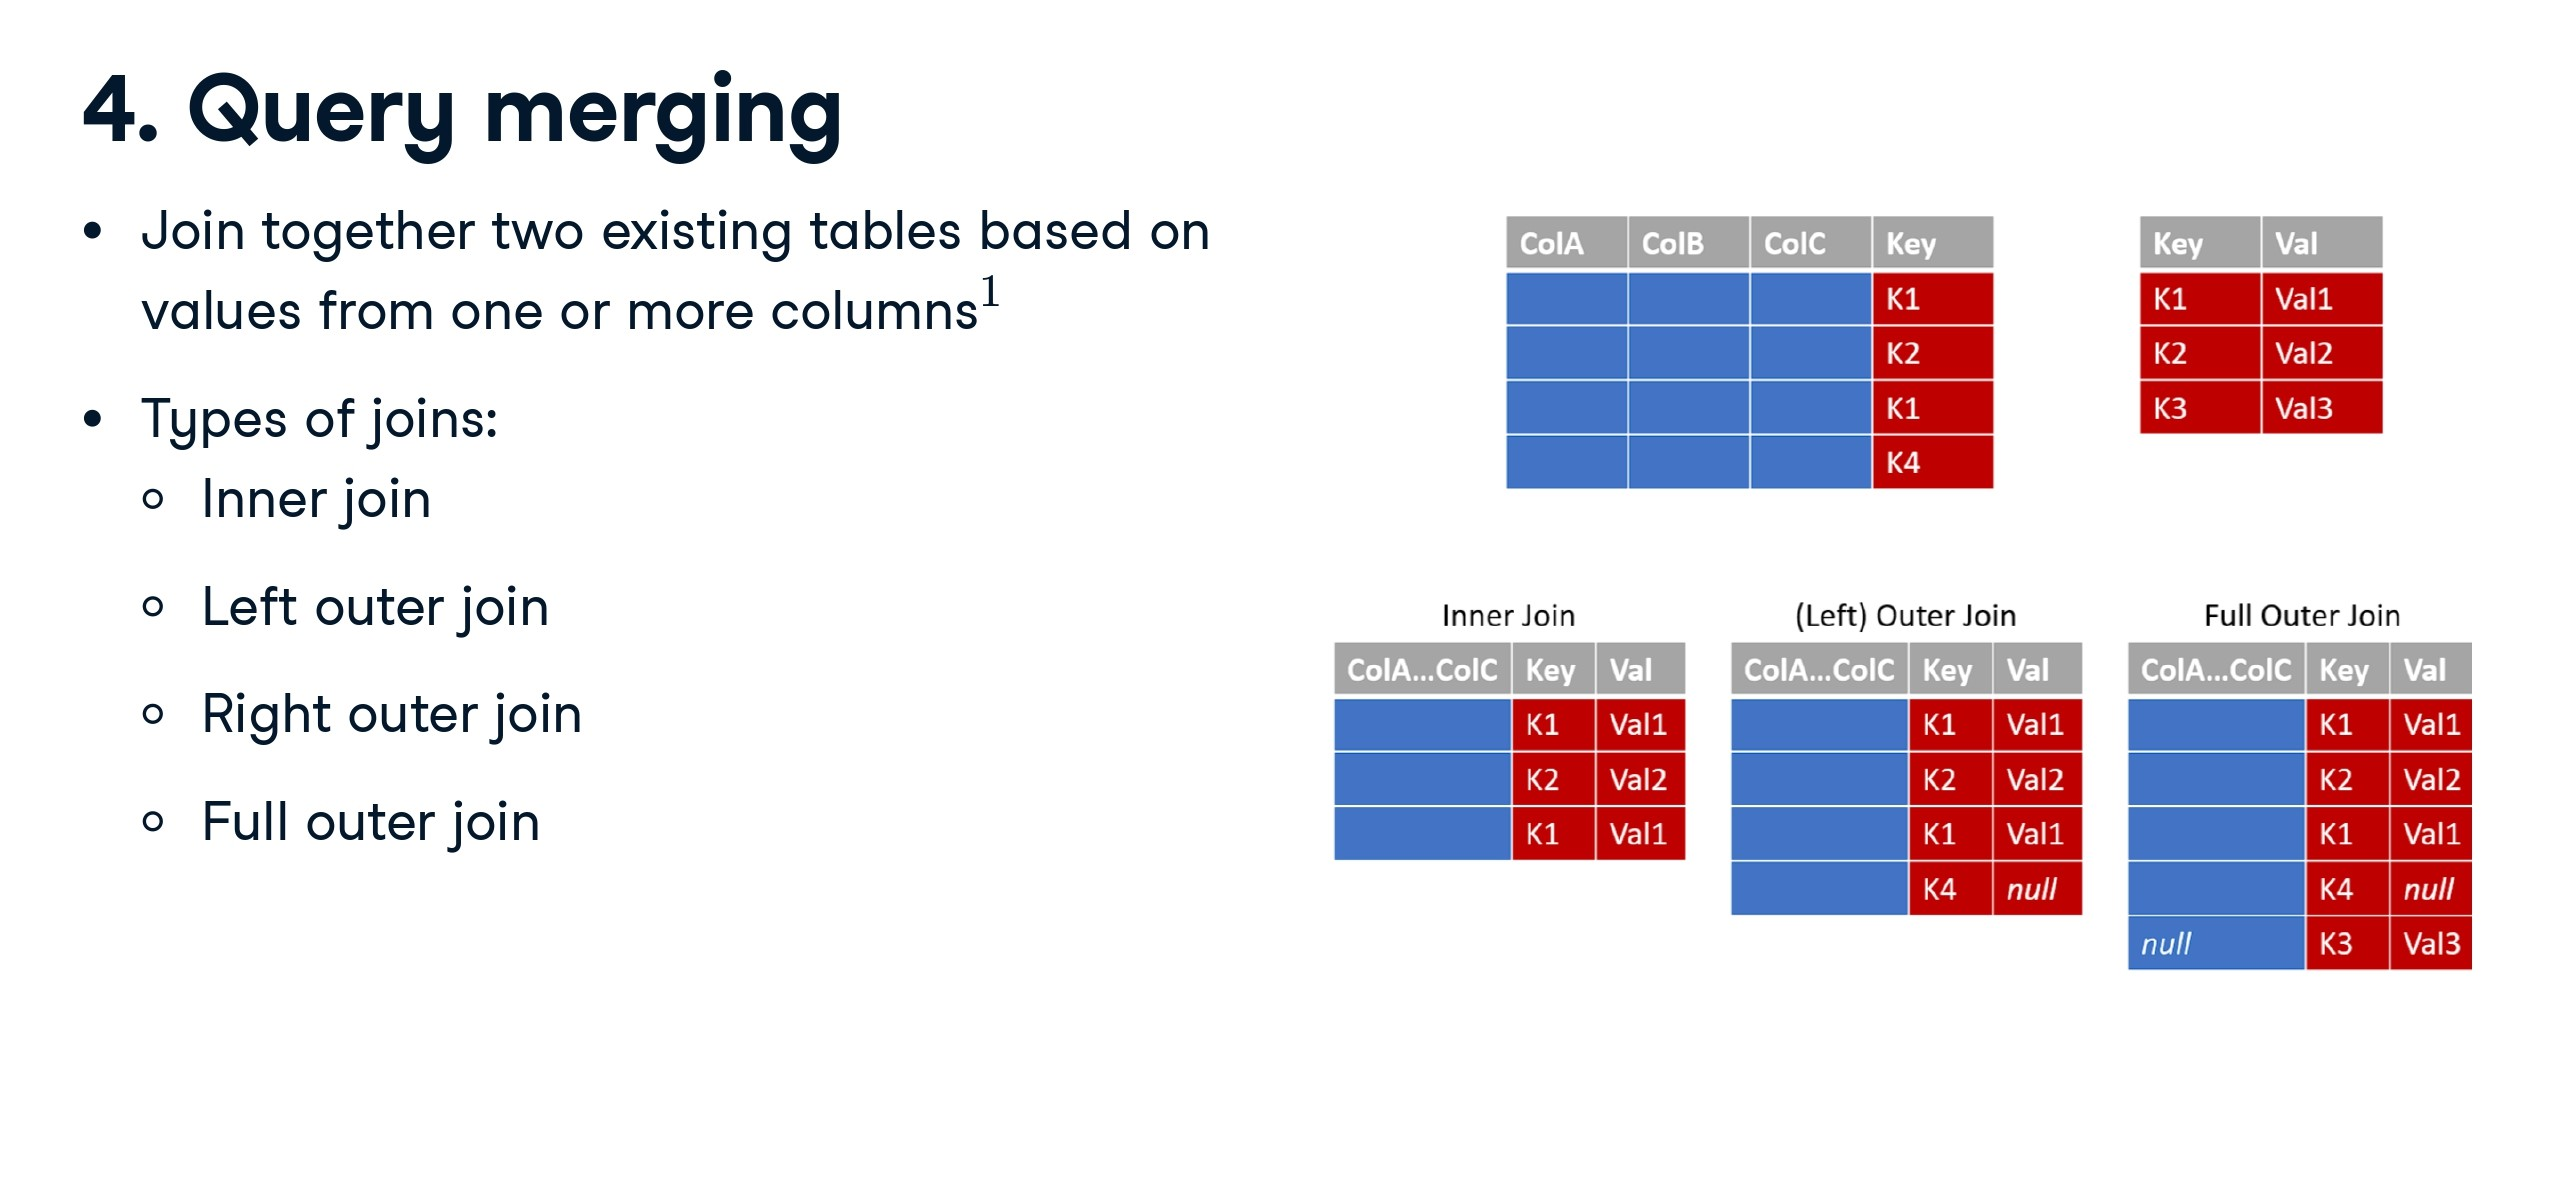 4. Query merging
• Join together two existing tables based on
values from one or more columns¹
• Types of joins:
◦ Inner join
◦ Left outer join
◦ Right outer join
◦ Full outer join
ColA ColB ColC Key
K1
K2
K1
K4
Key Val
K1 Val1
K2 Val2
K3 Val3
Inner Join
ColA...ColC Key Val
K1 Val1
K2 Val2
K1 Val1
(Left) Outer Join
ColA...ColC Key Val
K1 Val1
K2 Val2
K1 Val1
K4 null
Full Outer Join
ColA...ColC Key Val
K1 Val1
K2 Val2
K1 Val1
K4 null
null K3 Val3